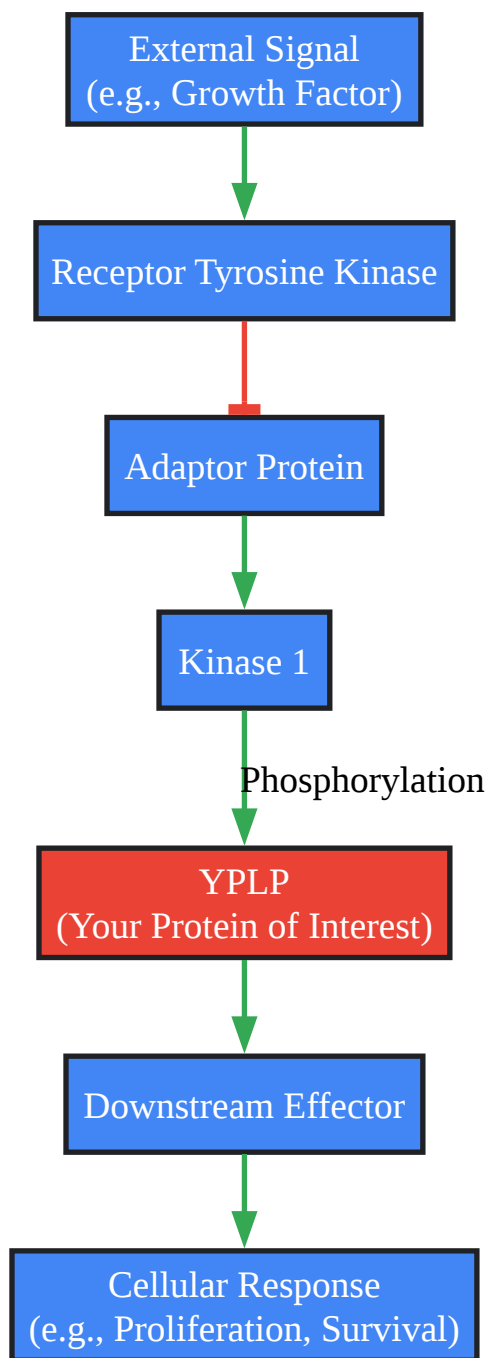 External Signal
(e.g., Growth Factor)
Receptor Tyrosine Kinase
Adaptor Protein
Kinase 1
Phosphorylation
YPLP
(Your Protein of Interest)
Downstream Effector
Cellular Response
(e.g., Proliferation, Survival)